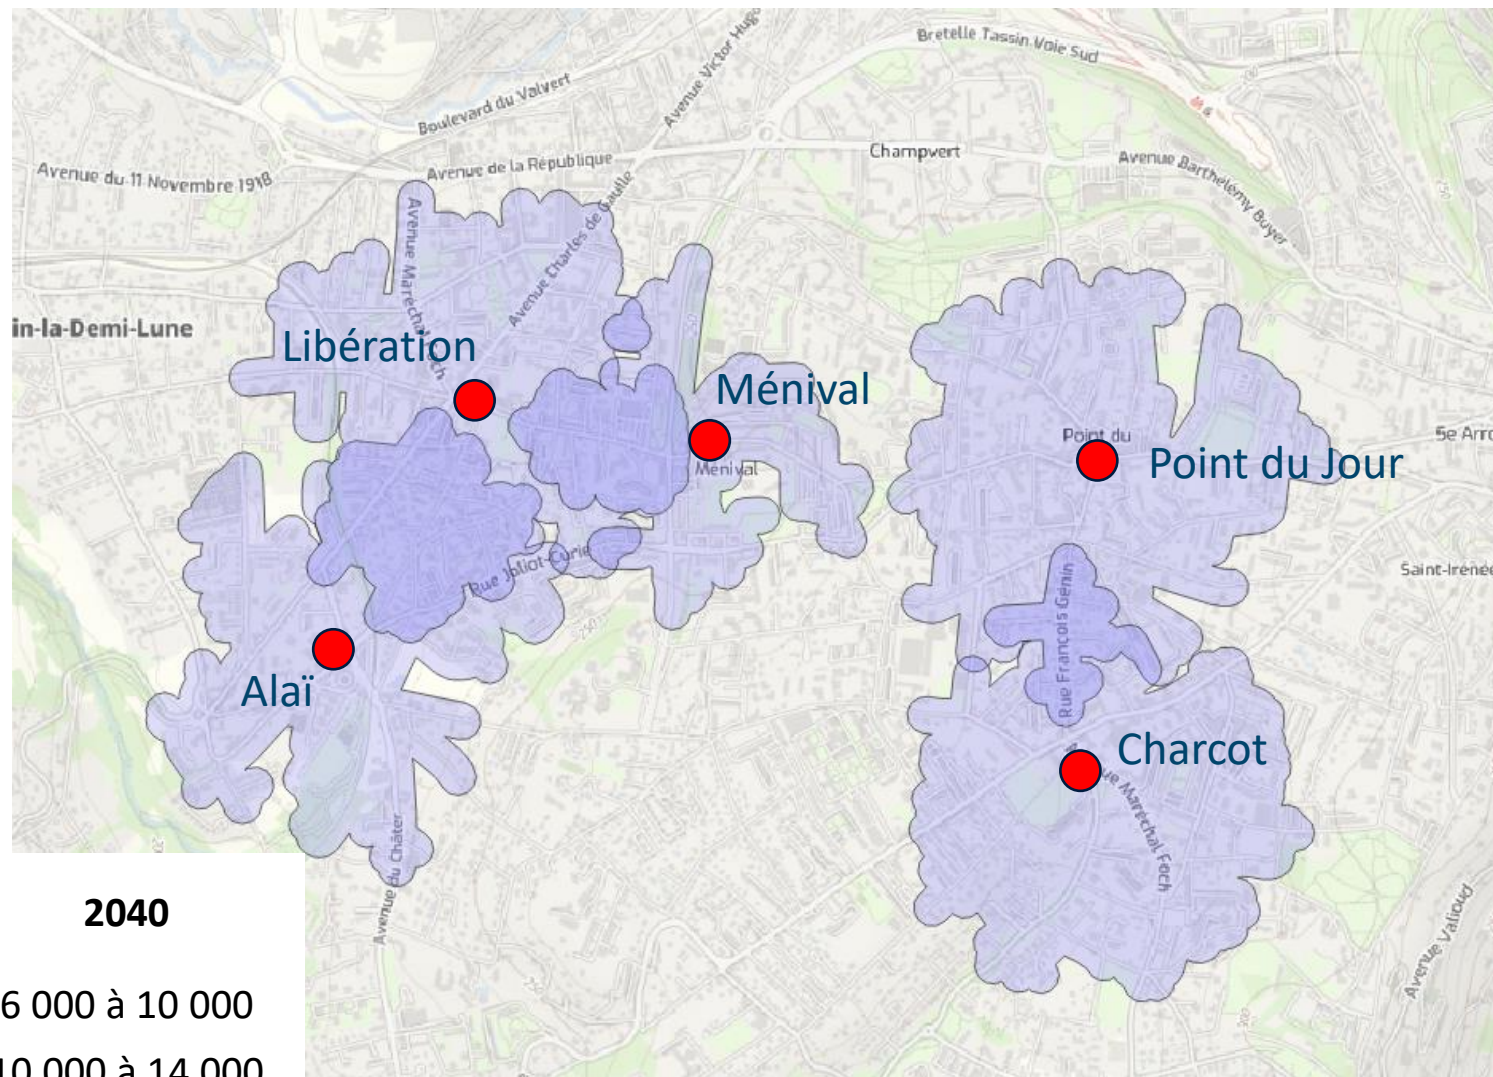 Bretelle Tassin Voie Sud
Avenue Victor Hugo
Boulevard du Valvert
Champvert
Avenue de la République
Avenue Barthélemy Buyer
Avenue du 11 Novembre 1918
Avenue Maréchal Foch
Avenue Charles de Gaulle
in-la-Demi-Lune
Libération
Ménival
Point du
5e Arro
Point du Jour
Ménival
Rue Joliot-Curie
Saint-Irénée
Rue François Genin
Alaï
Charcot
Avenue Maréchal Foch
Avenue du Châter
Avenue Valioud
2040
6 000 à 10 000
10 000 à 14 000